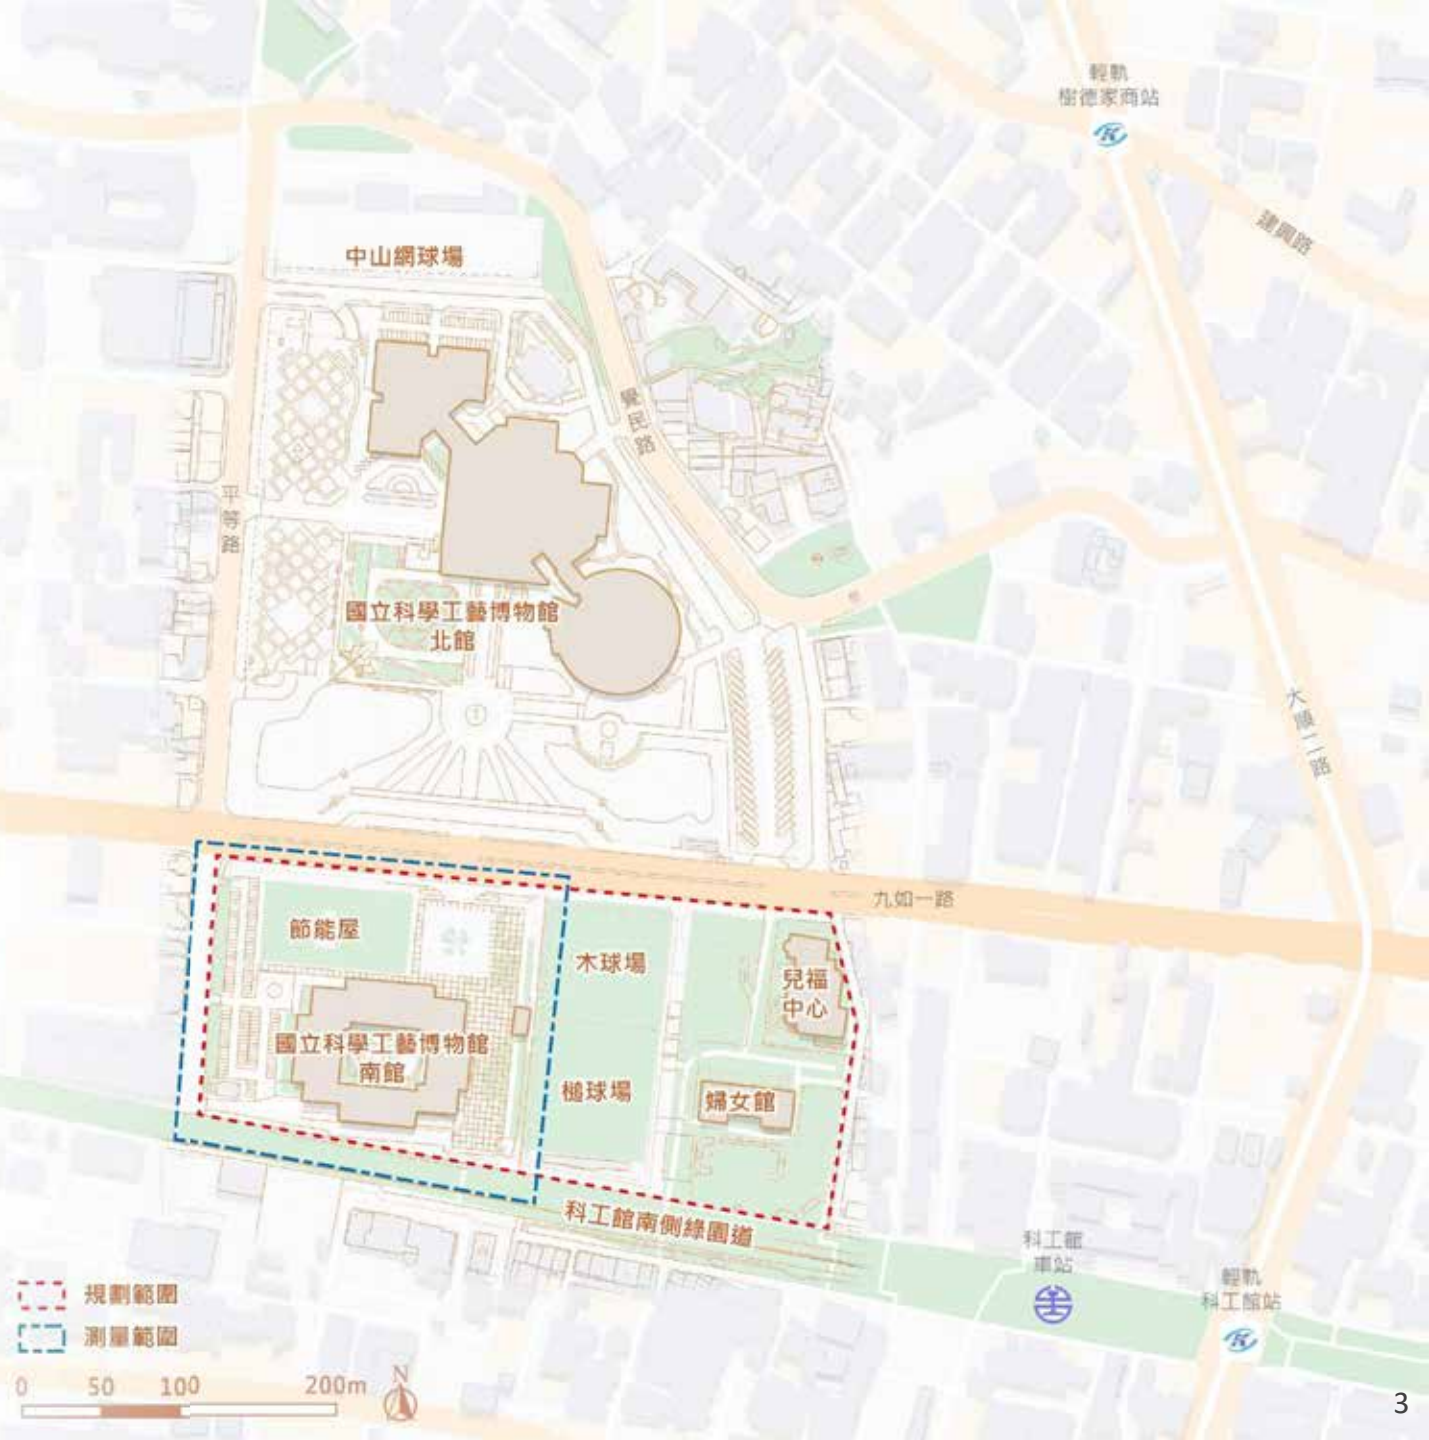 輕軌
樹德家商站
建興路
中山網球場
覺民路
平等路
國立科學工藝博物館
北館
大順二路
九如一路
節能屋
木球場
兒福
中心
國立科學工藝博物館
南館
槌球場
婦女館
科工館南側綠園道
科工館
車站
輕軌
科工館站
規劃範圍
測量範圍
0 50 100 200m
N
3